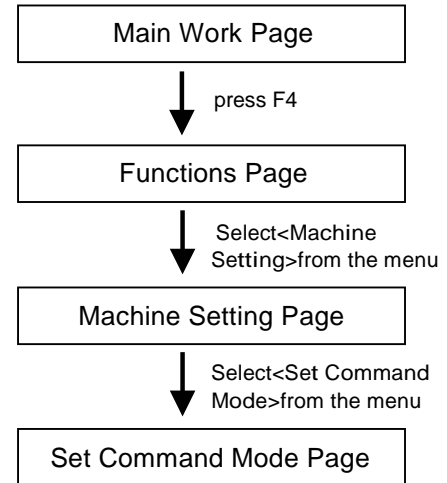 Main Work Page
press F4
Functions Page
Select<Machine
Setting>from the menu
Machine Setting Page
Select<Set Command
Mode>from the menu
Set Command Mode Page